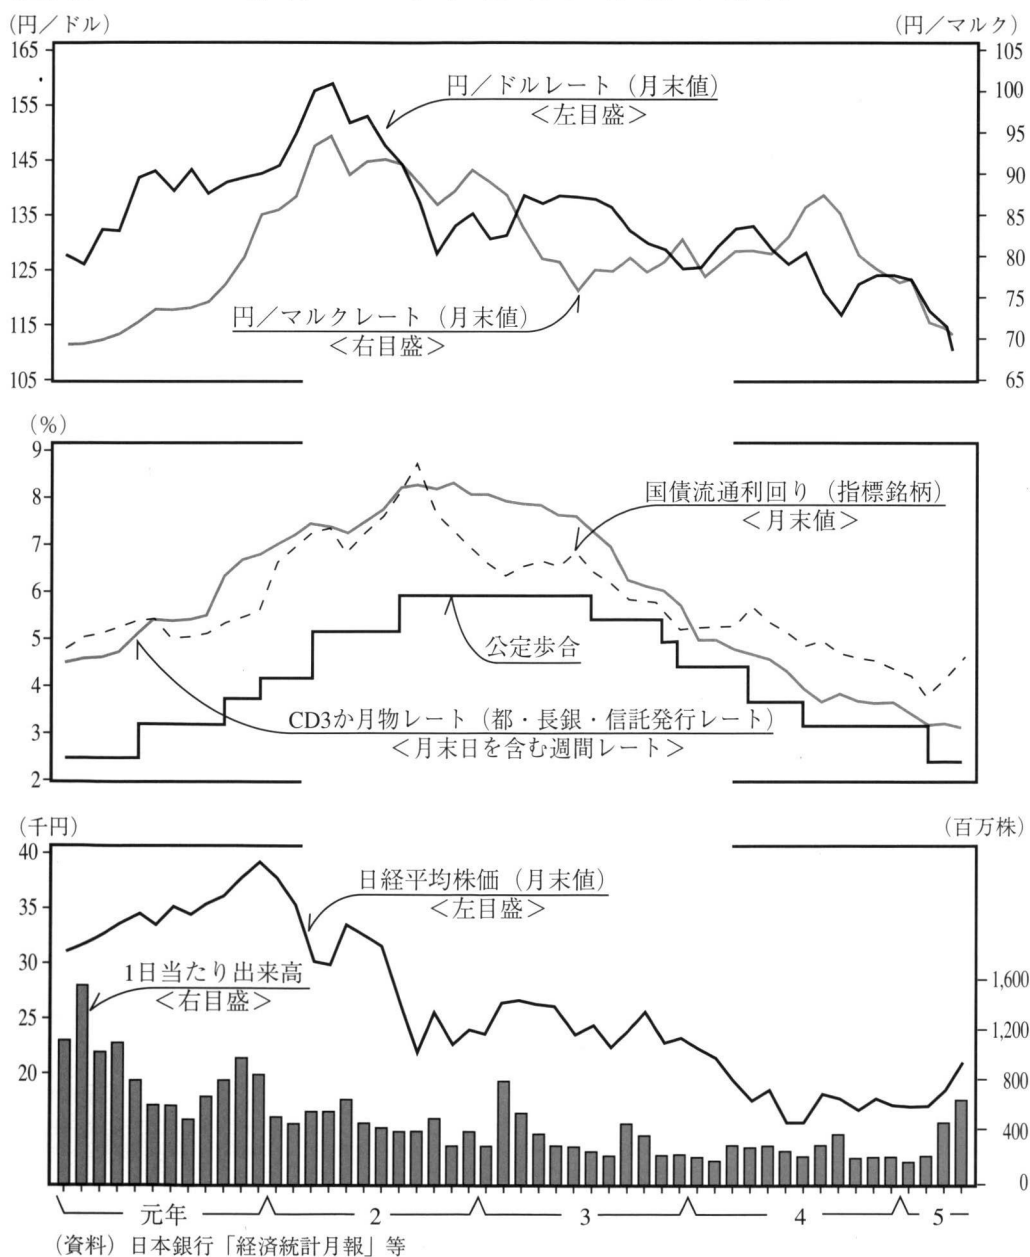 (円/ドル)
(円/マルク)
165
155
145
135
125
115
105
105
100
95
90
85
80
75
70
65
円/ドルレート(月末値)
<左目盛>
円/マルクレート(月末値)
<右目盛>
(%)
9
8
7
6
5
4
3
2
国債流通利回り(指標銘柄)
<月末値>
公定歩合
CD3か月物レート(都・長銀・信託発行レート)
<月末日を含む週間レート>
(千円)
(百万株)
40
35
30
25
20
1,600
1,200
800
400
0
日経平均株価(月末値)
<左目盛>
1日当たり出来高
<右目盛>
元年 2 3 4 5
(資料)日本銀行「経済統計月報」等